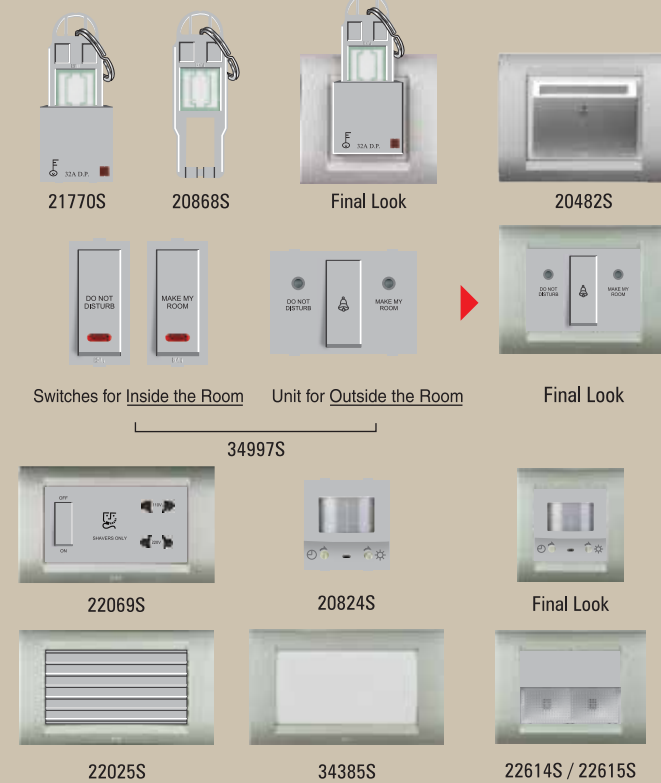 32A D.P.
32A D.P.
21770S
20868S
Final Look
20482S
DO NOT
DISTURB
MAKE MY
ROOM
DO NOT
DISTURB
MAKE MY
ROOM
DO NOT
DISTURB
MAKE MY
ROOM
Switches for Inside the Room
Unit for Outside the Room
Final Look
34997S
OFF
ON
SHAVERS ONLY
115V
220V
22069S
20824S
Final Look
22025S
34385S
22614S / 22615S